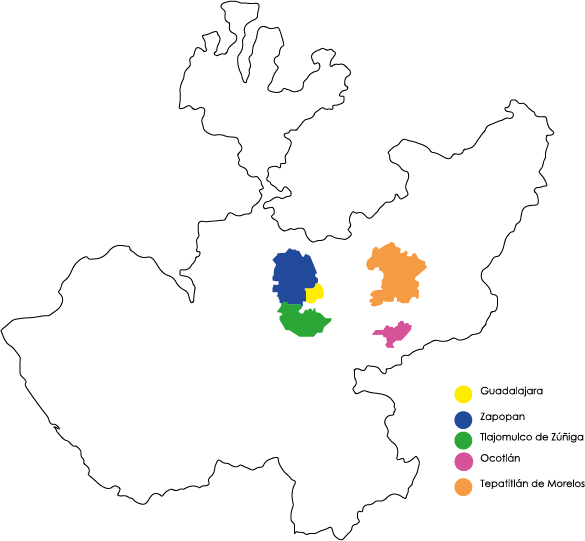 Guadalajara
Zapopan
Tlajomulco de Zúñiga
Ocotlán
Tepatitlán de Morelos